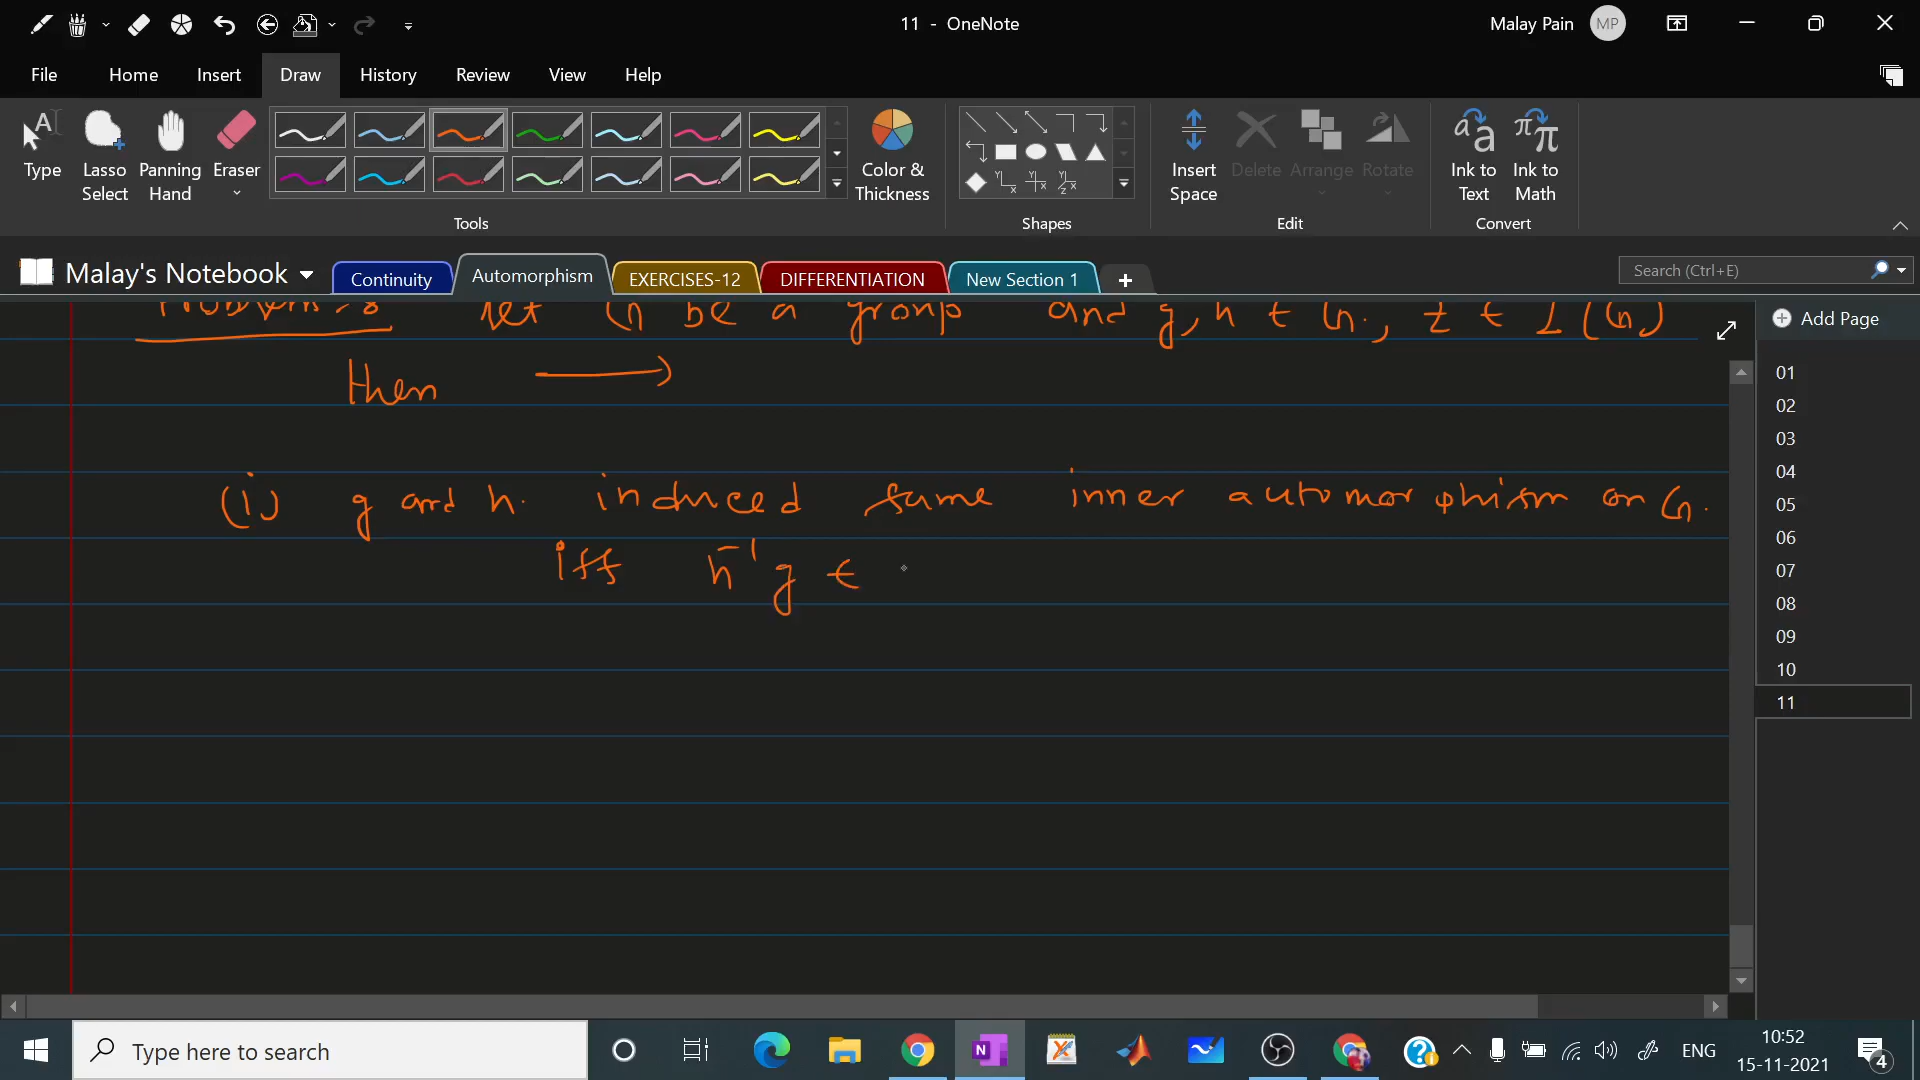 11 - OneNote
Malay Pain MP
File Home Insert Draw History Review View Help
Type
Lasso Select
Panning Hand
Eraser
Color & Thickness
Insert Space
Delete
Arrange
Rotate
Ink to Text
Ink to Math
Tools Shapes Edit Convert
Malay's Notebook Continuity Automorphism EXERCISES-12 DIFFERENTIATION New Section 1 + Search (Ctrl+E)
Let G be a group and g, h ∈ G., z ∈ Z(G)
then →
(i) g and h. induced same inner automorphism on G.
iff h⁻¹g ∈
Add Page
01
02
03
04
05
06
07
08
09
10
11
Type here to search
ENG
10:52
15-11-2021
4